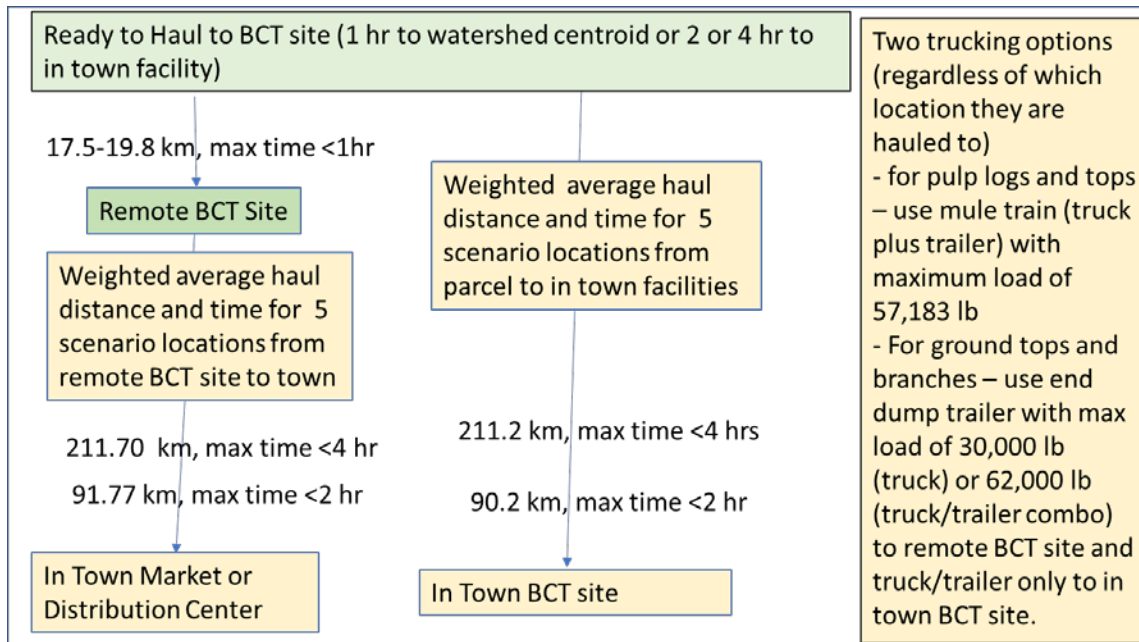 Ready to Haul to BCT site (1 hr to watershed centroid or 2 or 4 hr to
in town facility)
17.5-19.8 km, max time <1hr
Remote BCT Site
Weighted average haul
distance and time for  5
scenario locations from
remote BCT site to town
211.70  km, max time <4 hr
91.77 km, max time <2 hr
In Town Market or
Distribution Center
Weighted  average haul
distance and time for  5
scenario locations from
parcel to in town facilities
211.2 km, max time <4 hrs
90.2 km, max time <2 hr
In Town BCT site
Two trucking options
(regardless of which
location they are
hauled to)
- for pulp logs and tops
– use mule train (truck
plus trailer) with
maximum load of
57,183 lb
- For ground tops and
branches – use end
dump trailer with max
load of 30,000 lb
(truck) or 62,000 lb
(truck/trailer combo)
to remote BCT site and
truck/trailer only to in
town BCT site.